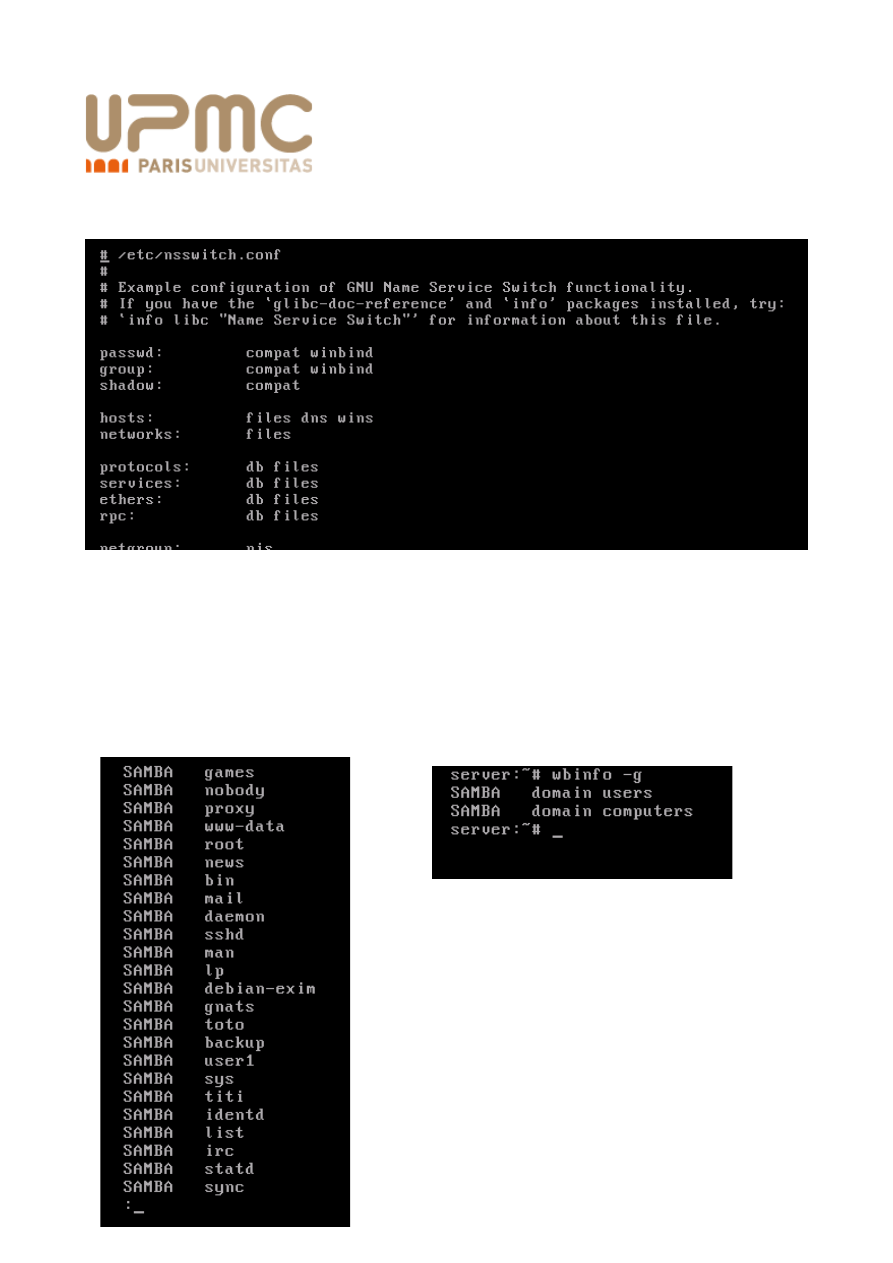 UPMC
PARISUNIVERSITAS
# /etc/nsswitch.conf
#
# Example configuration of GNU Name Service Switch functionality.
# If you have the `glibc-doc-reference' and `info' packages installed, try:
# `info libc "Name Service Switch"' for information about this file.
passwd: compat winbind
group: compat winbind
shadow: compat
hosts: files dns wins
networks: files
protocols: db files
services: db files
ethers: db files
rpc: db files
netgroup: nis
SAMBA games
SAMBA nobody
SAMBA proxy
SAMBA www-data
SAMBA root
SAMBA news
SAMBA bin
SAMBA mail
SAMBA daemon
SAMBA sshd
SAMBA man
SAMBA lp
SAMBA debian-exim
SAMBA gnats
SAMBA toto
SAMBA backup
SAMBA user1
SAMBA sys
SAMBA titi
SAMBA identd
SAMBA list
SAMBA irc
SAMBA statd
SAMBA sync
:_
server:~# wbinfo -g
SAMBA domain users
SAMBA domain computers
server:~# _